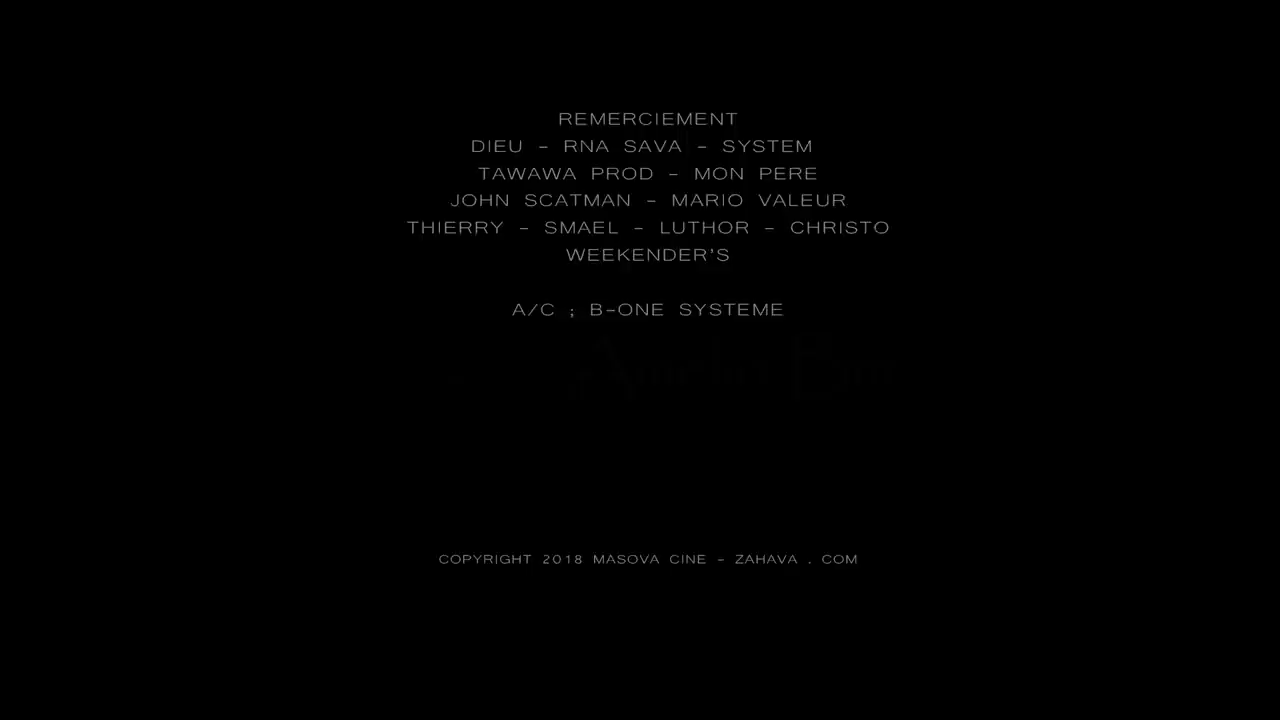 REMERCIEMENT
DIEU - RNA SAVA - SYSTEM
TAWAWA PROD - MON PERE
JOHN SCATMAN - MARIO VALEUR
THIERRY - SMAEL - LUTHOR - CHRISTO
WEEKENDER'S
A/C ; B-ONE SYSTEME
COPYRIGHT 2018 MASOVA CINE - ZAHAVA . COM